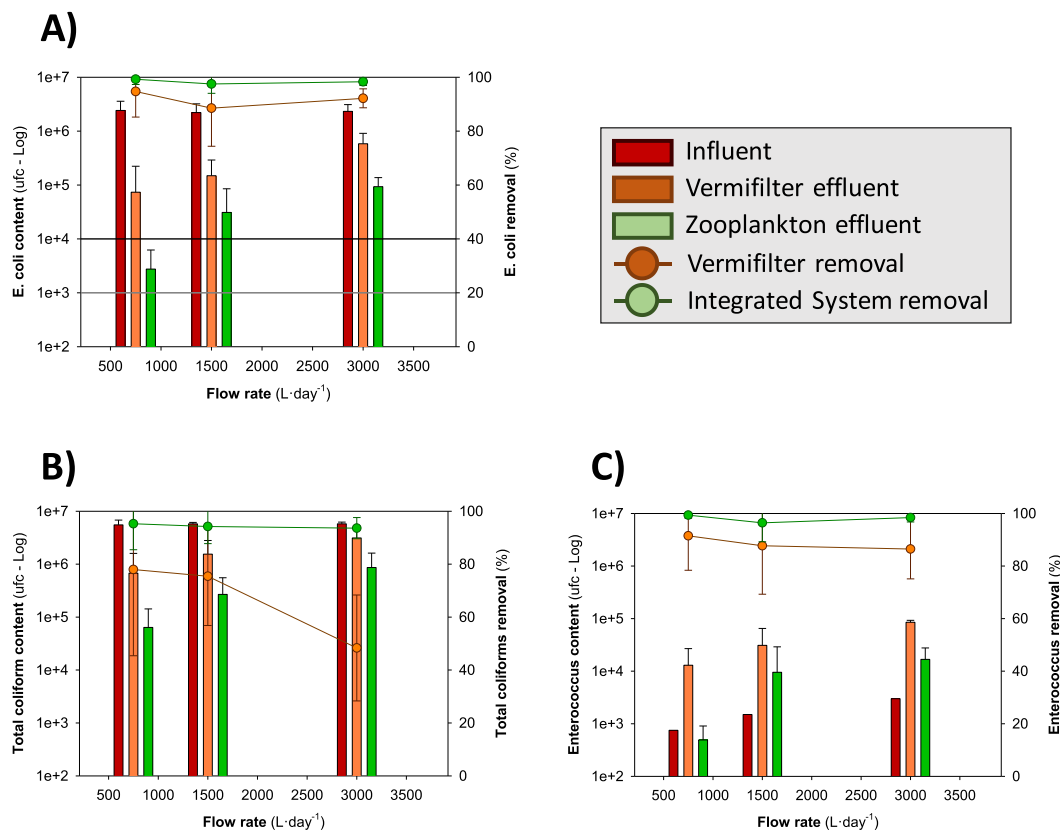 A)
1e+7
1e+6
1e+5
1e+4
1e+3
1e+2
E. coli content (ufc - Log)
100
80
60
40
20
0
E. coli removal (%)
500 1000 1500 2000 2500 3000 3500
Flow rate (L·day-1)
Influent
Vermifilter effluent
Zooplankton effluent
Vermifilter removal
Integrated System removal
B)
1e+7
1e+6
1e+5
1e+4
1e+3
1e+2
Total coliform content (ufc - Log)
100
80
60
40
20
0
Total coliforms removal (%)
500 1000 1500 2000 2500 3000 3500
Flow rate (L·day-1)
C)
1e+7
1e+6
1e+5
1e+4
1e+3
1e+2
Enterococcus content (ufc - Log)
100
80
60
40
20
0
Enterococcus removal (%)
500 1000 1500 2000 2500 3000 3500
Flow rate (L·day-1)